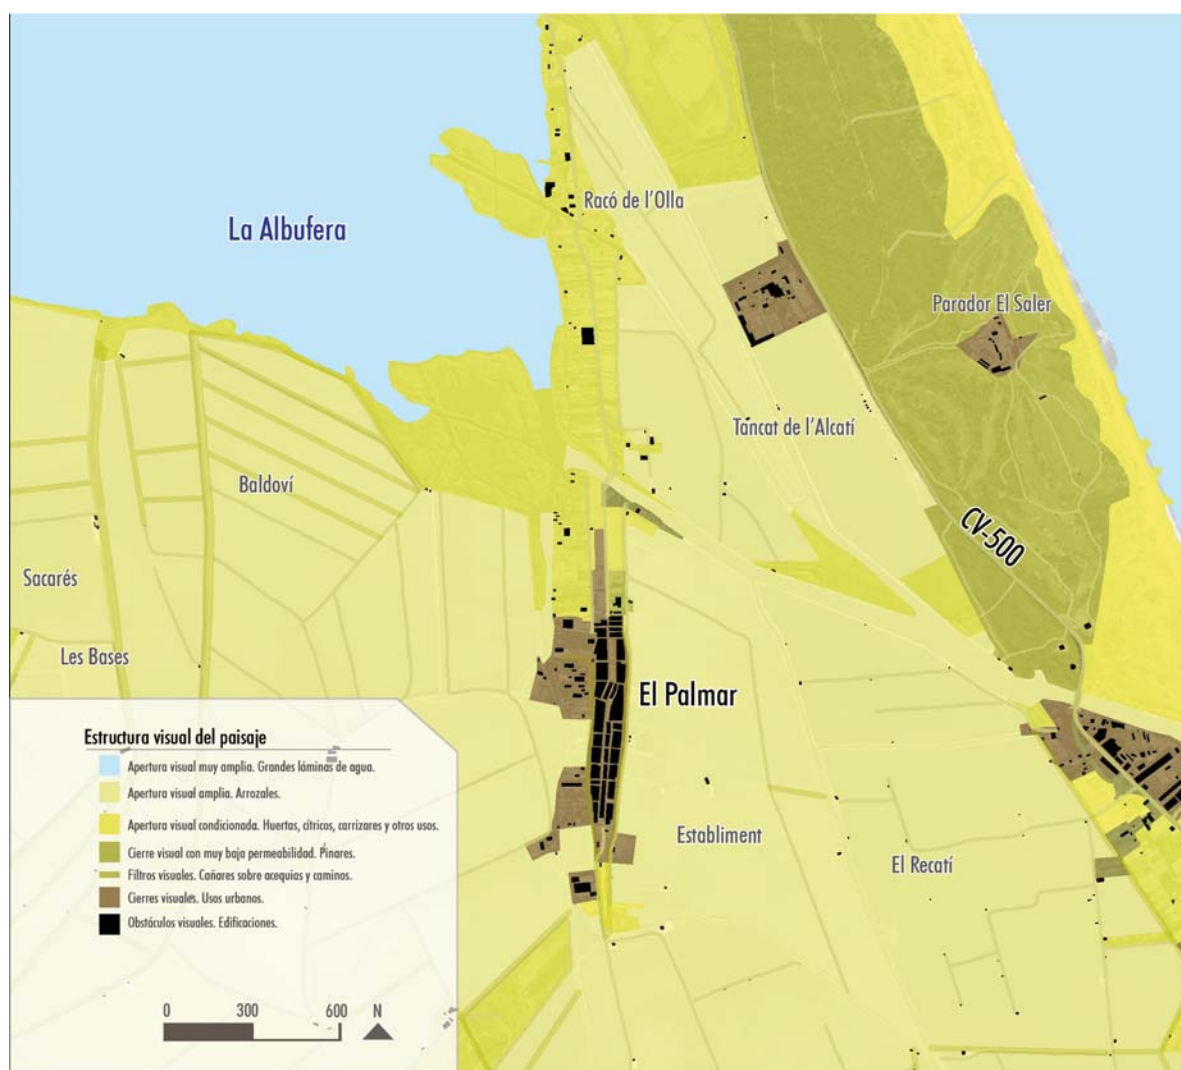 Racó de l’Olla
La Albufera
Parador El Saler
Tancat de l’Alcatí
Baldoví
CV-500
Sacarés
Les Bases
El Palmar
Estructura visual del paisaje
Apertura visual muy amplia. Grandes láminas de agua.
Apertura visual amplia. Arrozales.
Apertura visual condicionada. Huertas, cítricos, carrizares y otros usos.
Cierre visual con muy baja permeabilidad. Pinares.
Filtros visuales. Cañares sobre acequias y caminos.
Cierres visuales. Usos urbanos.
Obstáculos visuales. Edificaciones.
Establiment
El Recatí
0 300 600 N